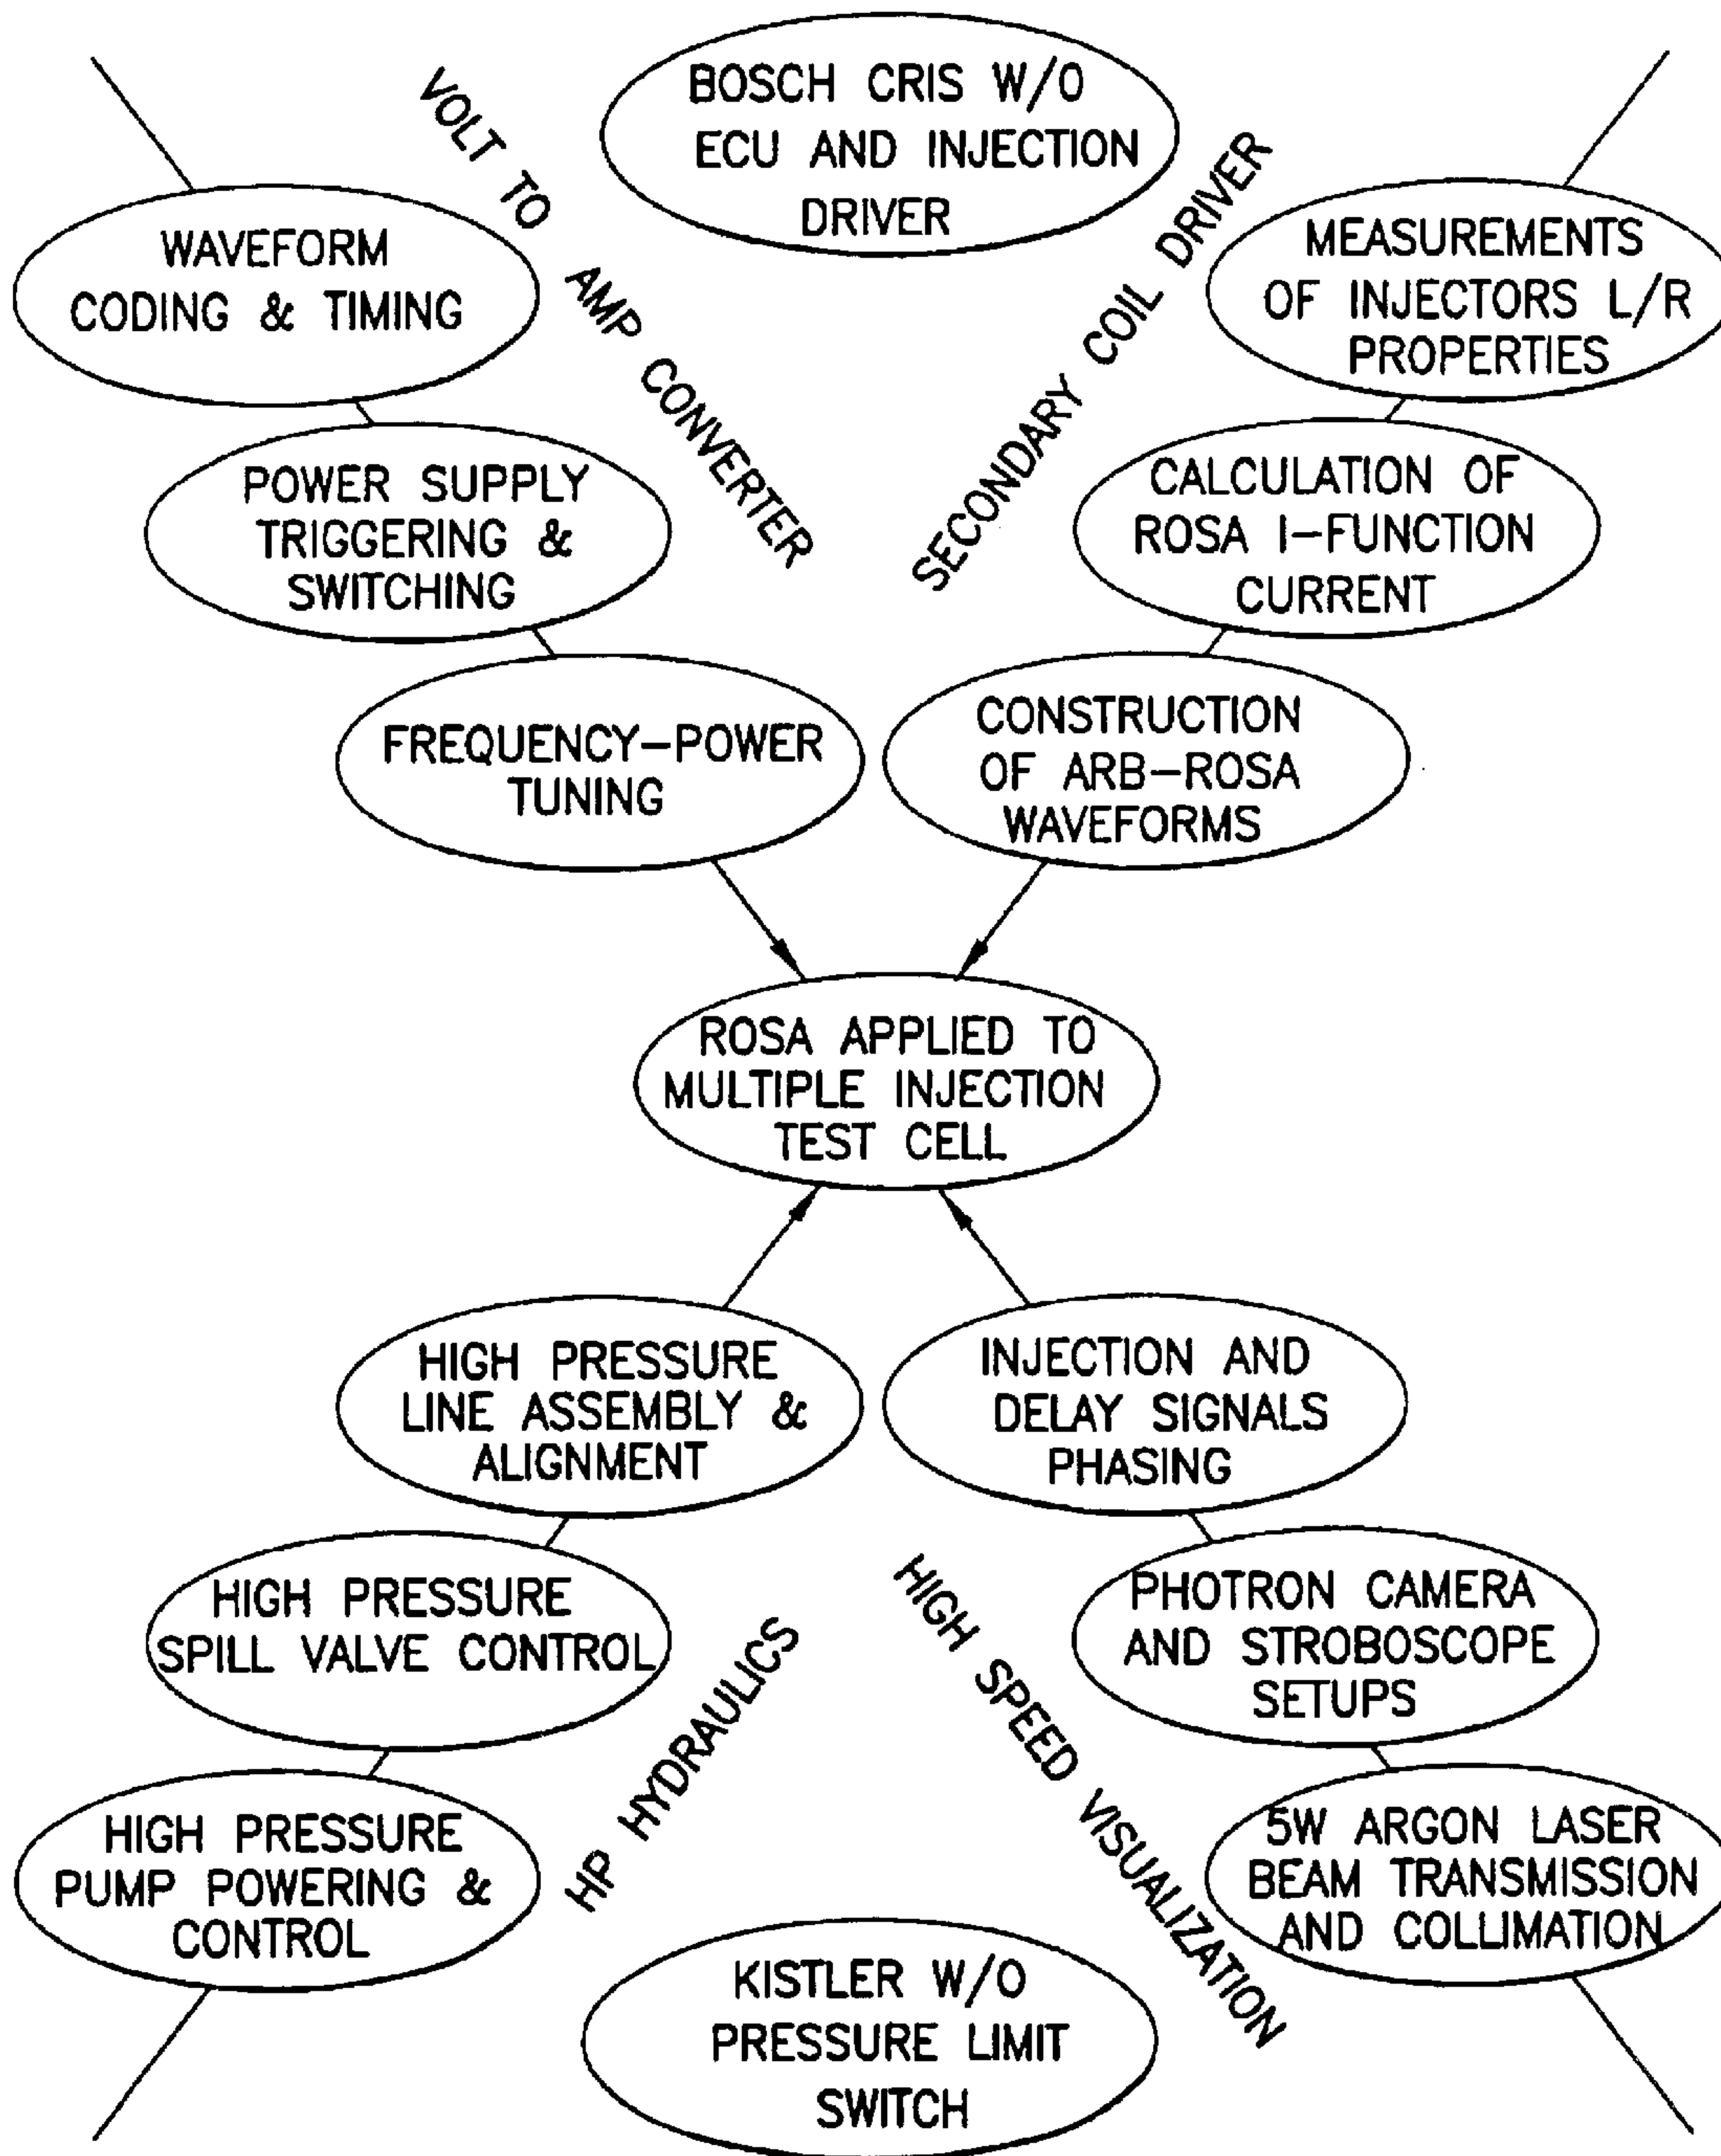 BOSCH CRIS W/O
ECU AND INJECTION
DRIVER
VOLT TO AMP CONVERTER
SECONDARY COIL DRIVER
WAVEFORM
CODING & TIMING
MEASUREMENTS
OF INJECTORS L/R
PROPERTIES
POWER SUPPLY
TRIGGERING &
SWITCHING
CALCULATION OF
ROSA I-FUNCTION
CURRENT
FREQUENCY-POWER
TUNING
CONSTRUCTION
OF ARB-ROSA
WAVEFORMS
ROSA APPLIED TO
MULTIPLE INJECTION
TEST CELL
HIGH PRESSURE
LINE ASSEMBLY &
ALIGNMENT
INJECTION AND
DELAY SIGNALS
PHASING
HIGH PRESSURE
SPILL VALVE CONTROL
HP HYDRAULICS
HIGH SPEED VISUALIZATION
PHOTRON CAMERA
AND STROBOSCOPE
SETUPS
HIGH PRESSURE
PUMP POWERING &
CONTROL
5W ARGON LASER
BEAM TRANSMISSION
AND COLLIMATION
KISTLER W/O
PRESSURE LIMIT
SWITCH